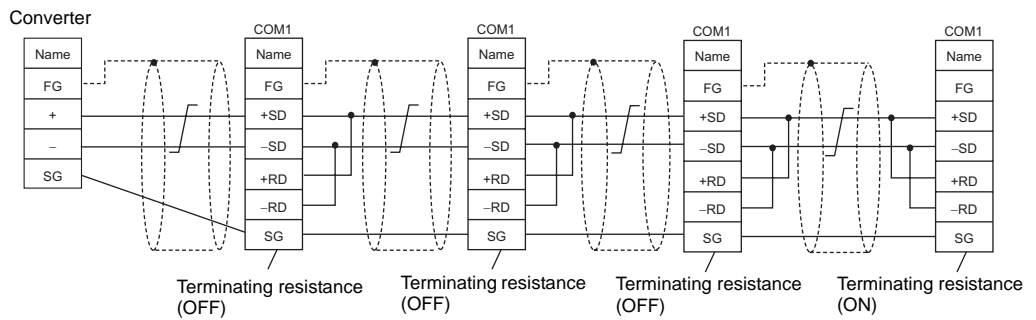 Converter
Name
FG
+
–
SG
COM1
Name
FG
+SD
–SD
+RD
–RD
SG
Terminating resistance
(OFF)
COM1
Name
FG
+SD
–SD
+RD
–RD
SG
Terminating resistance
(OFF)
COM1
Name
FG
+SD
–SD
+RD
–RD
SG
Terminating resistance
(OFF)
COM1
Name
FG
+SD
–SD
+RD
–RD
SG
Terminating resistance
(ON)